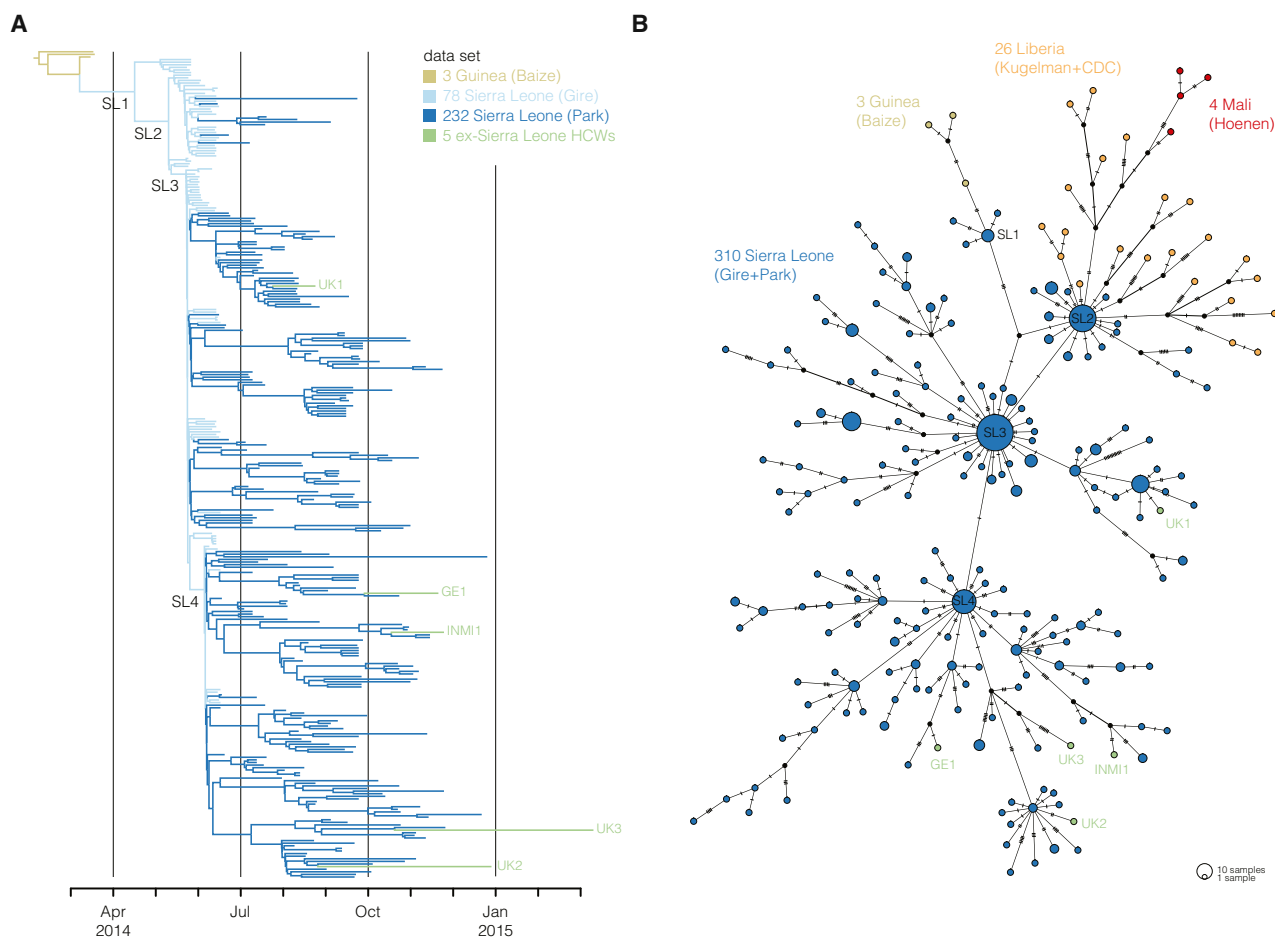 A
data set
3 Guinea (Baize)
78 Sierra Leone (Gire)
232 Sierra Leone (Park)
5 ex-Sierra Leone HCWs
SL1
SL2
SL3
UK1
GE1
SL4
INMI1
UK3
UK2
Apr
2014
Jul
Oct
Jan
2015
B
26 Liberia
(Kugelman+CDC)
3 Guinea
(Baize)
4 Mali
(Hoenen)
310 Sierra Leone
(Gire+Park)
SL1
SL2
SL3
UK1
SL4
GE1
UK3
INMI1
UK2
10 samples
1 sample